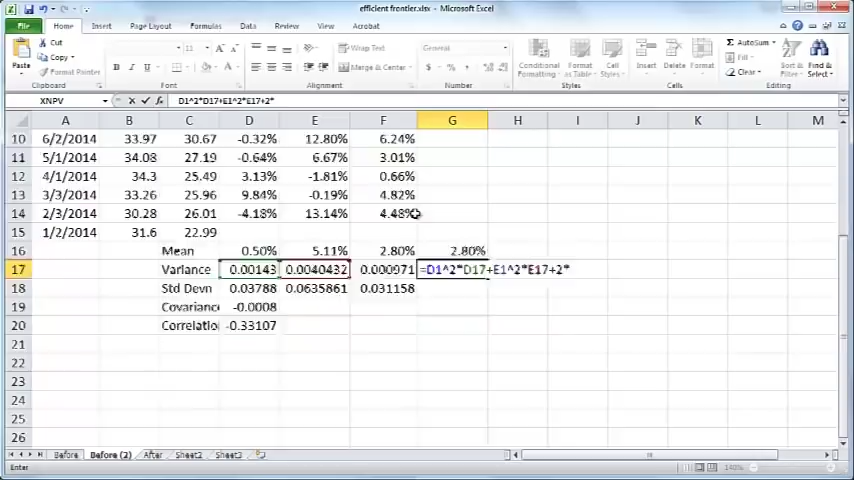 efficient frontier.xlsx - Microsoft Excel
File Home Insert Page Layout Formulas Data Review View Acrobat
Cut
Copy
Format Painter
Paste
Clipboard
11
Font
Wrap Text
Merge & Center
Alignment
General
Number
Conditional Formatting
Format as Table
Cell Styles
Styles
Insert Delete Format
Cells
AutoSum
Fill
Clear
Sort & Filter
Find & Select
Editing
XNPV fx D1^2*D17+E1^2*E17+2*
A B C D E F G H I J K L M
10 6/2/2014 33.97 30.67 -0.32% 12.80% 6.24%
11 5/1/2014 34.08 27.19 -0.64% 6.67% 3.01%
12 4/1/2014 34.3 25.49 3.13% -1.81% 0.66%
13 3/3/2014 33.26 25.96 9.84% -0.19% 4.82%
14 2/3/2014 30.28 26.01 -4.18% 13.14% 4.48%
15 1/2/2014 31.6 22.99
16 Mean 0.50% 5.11% 2.80% 2.80%
17 Variance 0.00143 0.0040432 0.000971 =D1^2*D17+E1^2*E17+2*
18 Std Devn 0.03788 0.0635861 0.031158
19 Covariance -0.0008
20 Correlatio -0.33107
21
22
23
24
25
26
Before Before (2) After Sheet2 Sheet3
Enter 140%